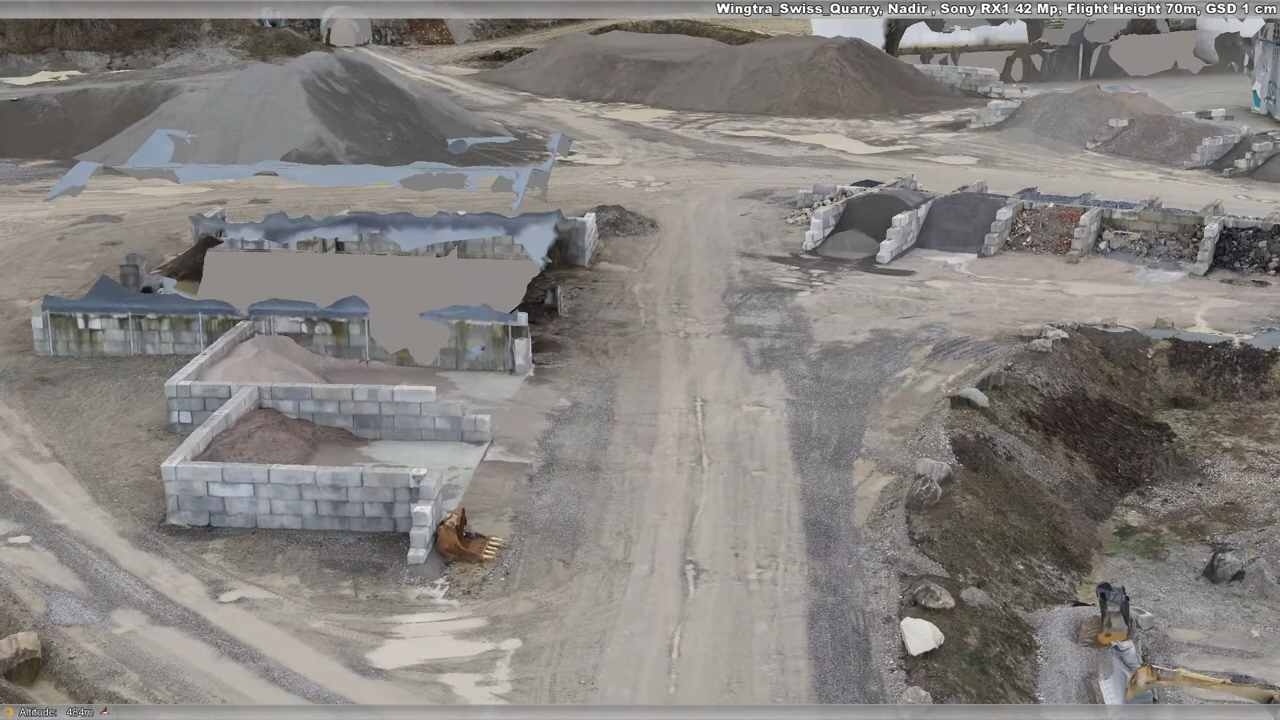 Wingtra_Swiss_Quarry, Nadir , Sony RX1 42 Mp, Flight Height 70m, GSD 1 cm
Altitude: 484m